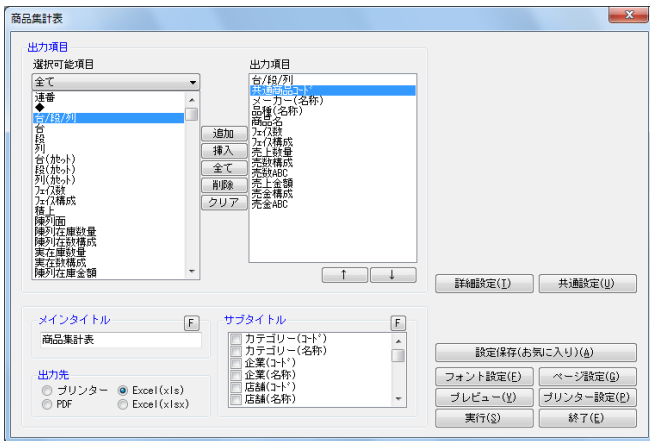 商品集計表
出力項目
選択可能項目
全て
連番
◆
台/段/列
台
段
列
台(ｶｾｯﾄ)
段(ｶｾｯﾄ)
列(ｶｾｯﾄ)
ﾌｪｲｽ数
ﾌｪｲｽ構成
積上
陳列面
陳列在庫数量
陳列在数構成
実在庫数量
実在数構成
陳列在庫金額
追加
挿入
全て
削除
クリア
出力項目
台/段/列
共通商品ｺｰﾄﾞ
メーカー(名称)
品種(名称)
商品名
ﾌｪｲｽ数
ﾌｪｲｽ構成
売上数量
売数構成
売数ABC
売上金額
売金構成
売金ABC
↑ ↓
詳細設定(I) 共通設定(U)
メインタイトル F
商品集計表
出力先
プリンター Excel(xls)
PDF Excel(xlsx)
サブタイトル F
カテゴリー(ｺｰﾄﾞ)
カテゴリー(名称)
企業(ｺｰﾄﾞ)
企業(名称)
店舗(ｺｰﾄﾞ)
店舗(名称)
設定保存(お気に入り)(A)
フォント設定(F) ページ設定(G)
プレビュー(V) プリンター設定(P)
実行(S) 終了(E)